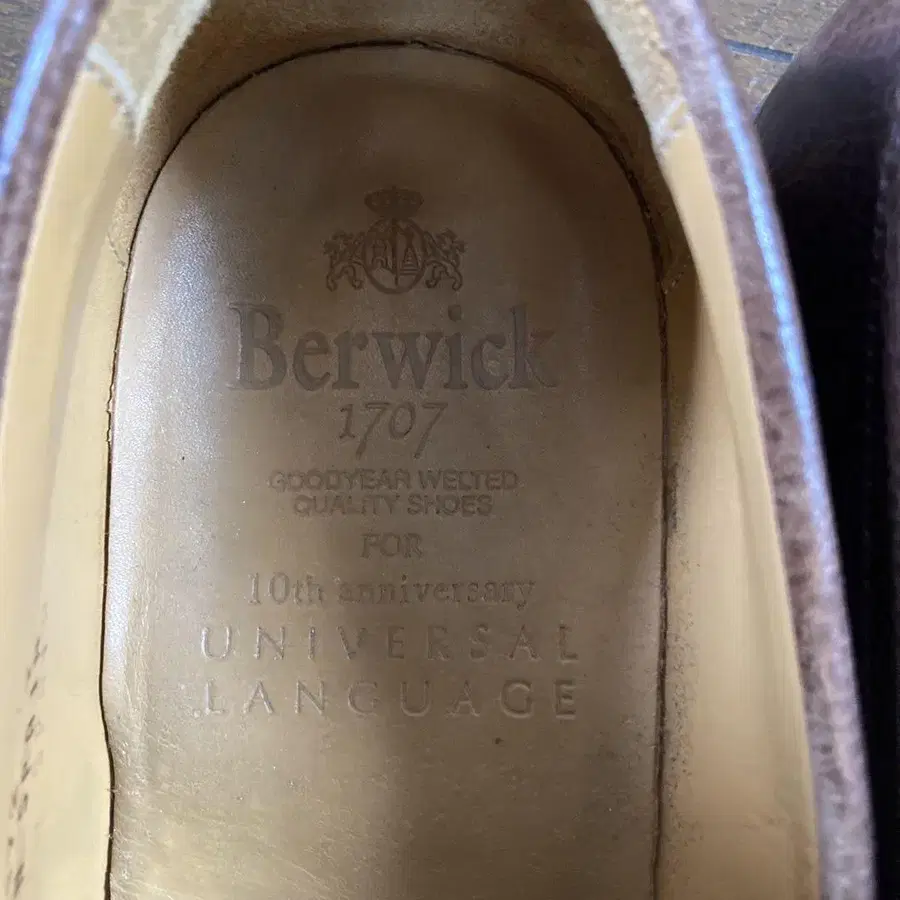 Berwick
1707
GOODYEAR WELTED
QUALITY SHOES
FOR
10th anniversary
UNIVERSAL
LANGUAGE